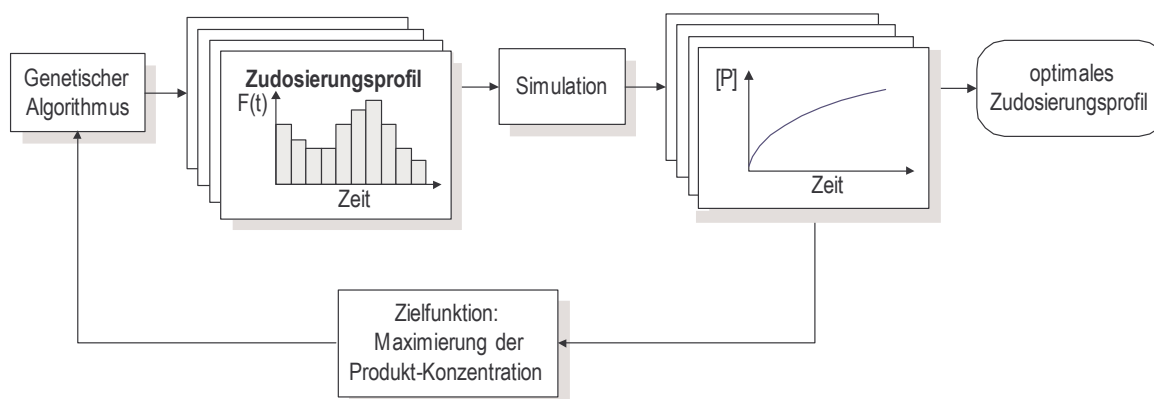 Genetischer
Algorithmus
Zudosierungsprofil
F(t)
Zeit
Simulation
[P]
Zeit
optimales
Zudosierungsprofil
Zielfunktion:
Maximierung der
Produkt-Konzentration